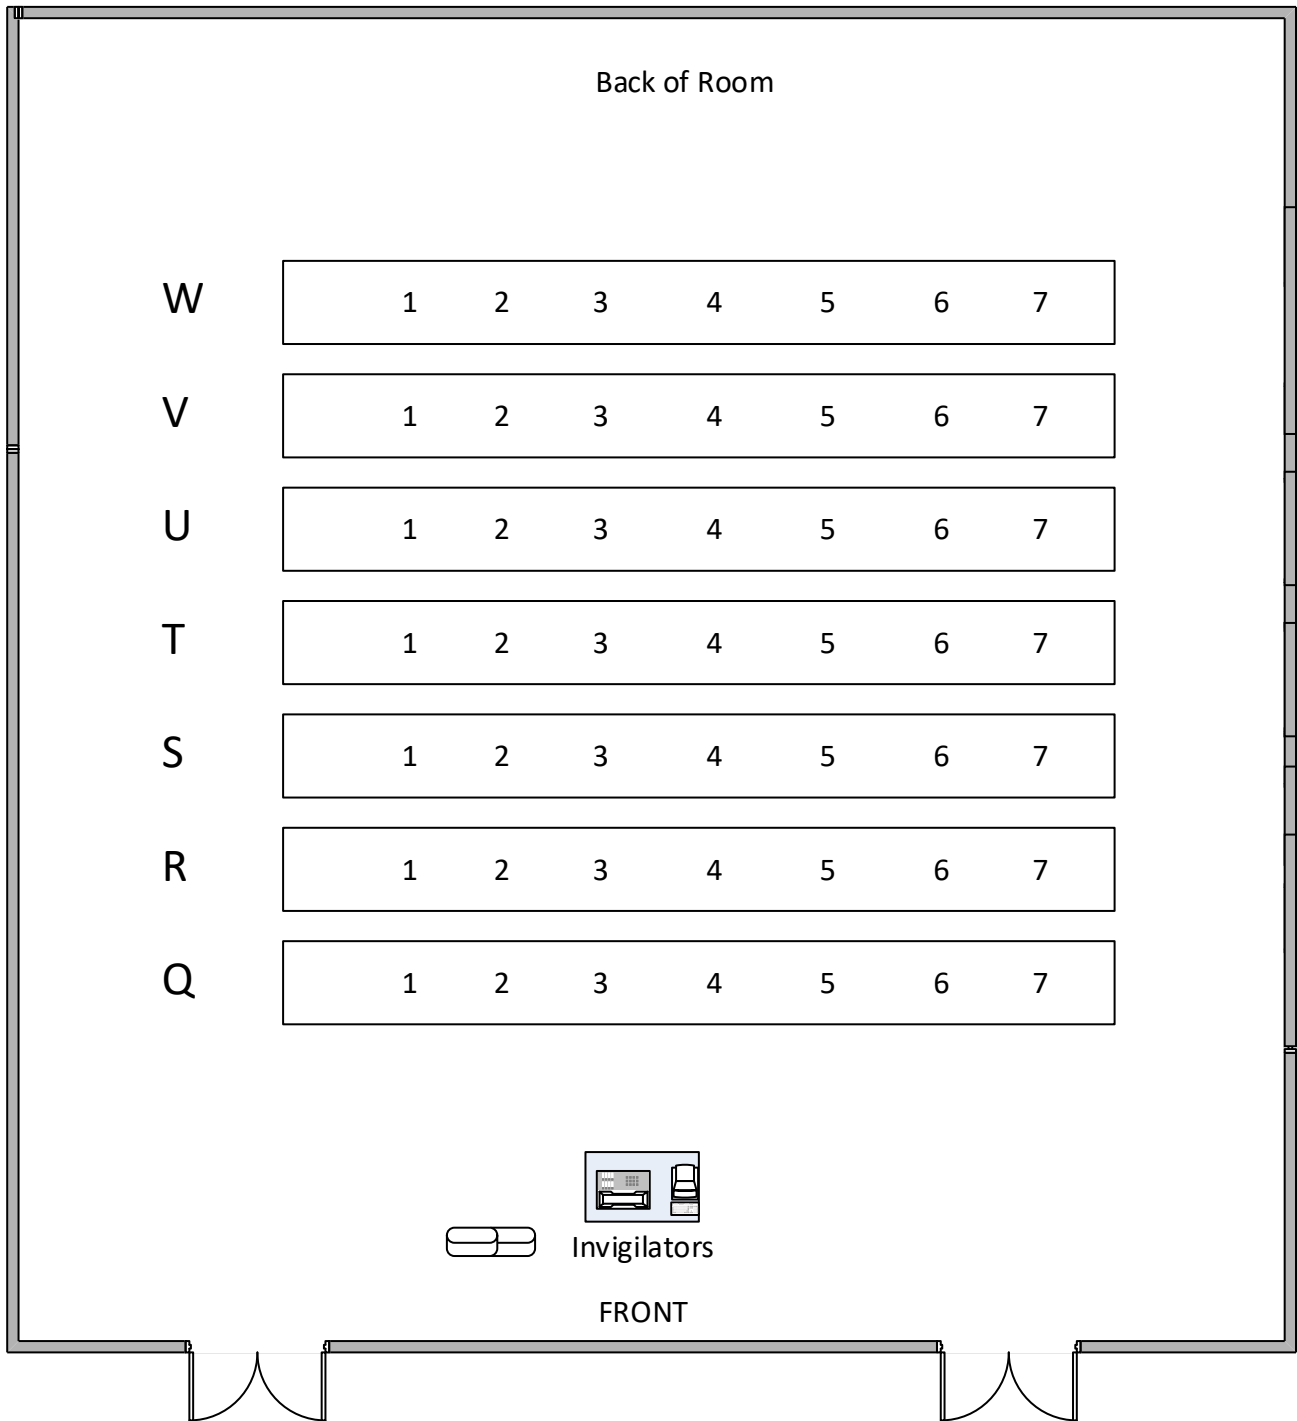 Back of Room
W 1 2 3 4 5 6 7
V 1 2 3 4 5 6 7
U 1 2 3 4 5 6 7
T 1 2 3 4 5 6 7
S 1 2 3 4 5 6 7
R 1 2 3 4 5 6 7
Q 1 2 3 4 5 6 7
Invigilators
FRONT